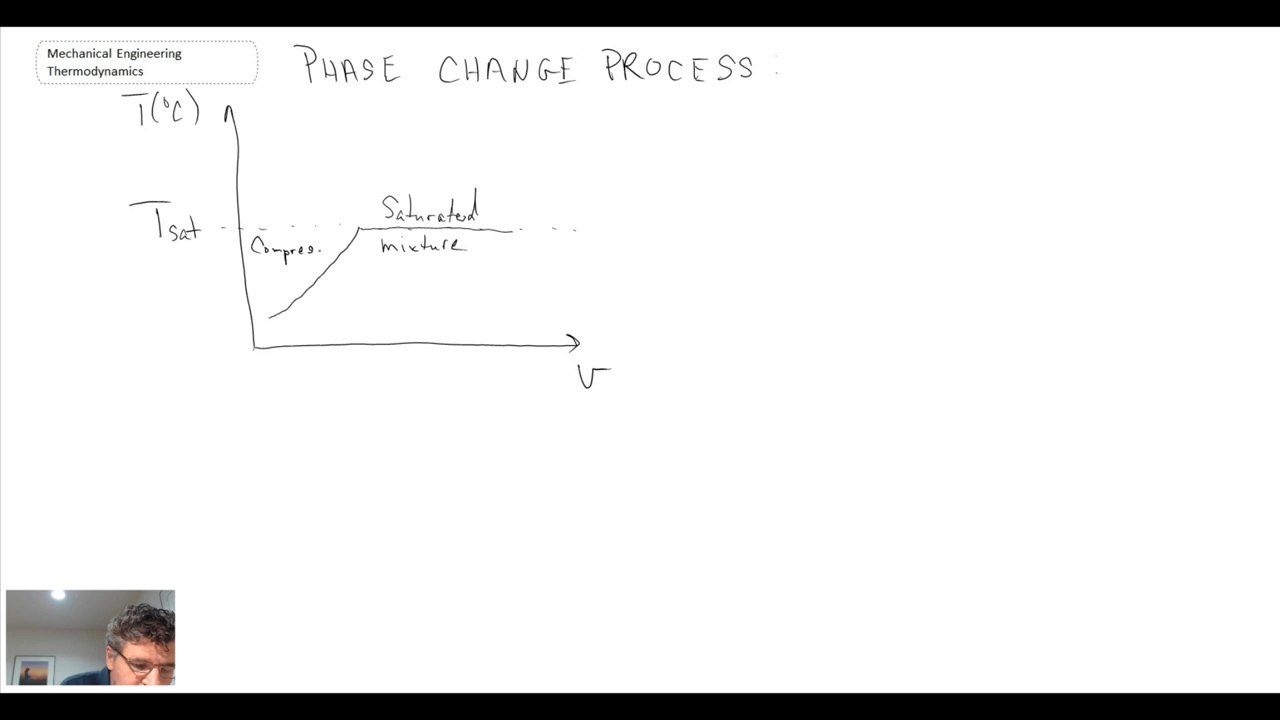 Mechanical Engineering
Thermodynamics
PHASE CHANGE PROCESS:
T(°C)
Tsat
Saturated
Compres.
mixture
V